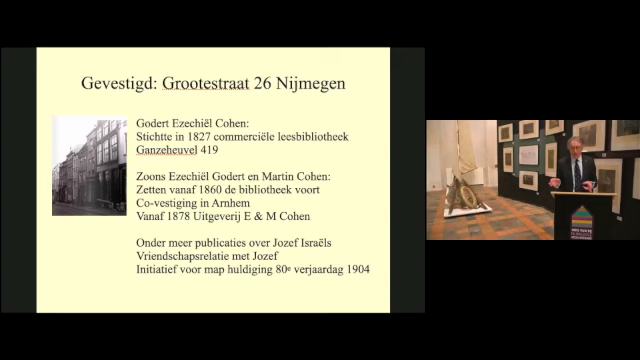 Gevestigd: Grootestraat 26 Nijmegen
Godert Ezechiël Cohen:
Stichtte in 1827 commerciële leesbibliotheek
Ganzeheuvel 419
Zoons Ezechiël Godert en Martin Cohen:
Zetten vanaf 1860 de bibliotheek voort
Co-vestiging in Arnhem
Vanaf 1878 Uitgeverij E & M Cohen
Onder meer publicaties over Jozef Israëls
Vriendschapsrelatie met Jozef
Initiatief voor map huldiging 80e verjaardag 1904